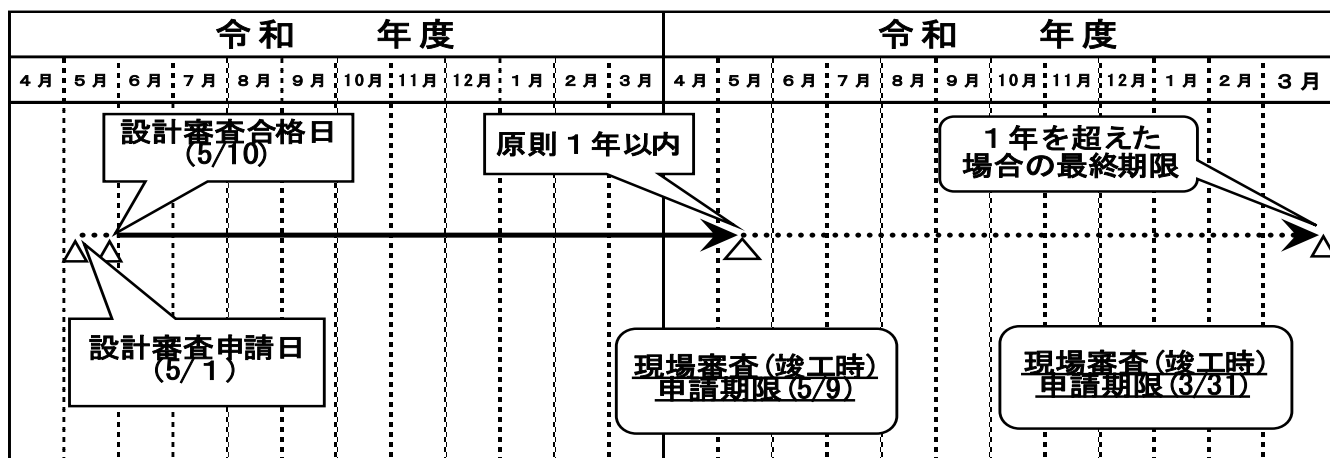 令和　　年度
令和　　年度
4月 5月 6月 7月 8月 9月 10月 11月 12月 1月 2月 3月 4月 5月 6月 7月 8月 9月 10月 11月 12月 1月 2月 3月
設計審査合格日
(5/10)
原則1年以内
1年を超えた
場合の最終期限
設計審査申請日
(5/1)
現場審査(竣工時)
申請期限(5/9)
現場審査(竣工時)
申請期限(3/31)